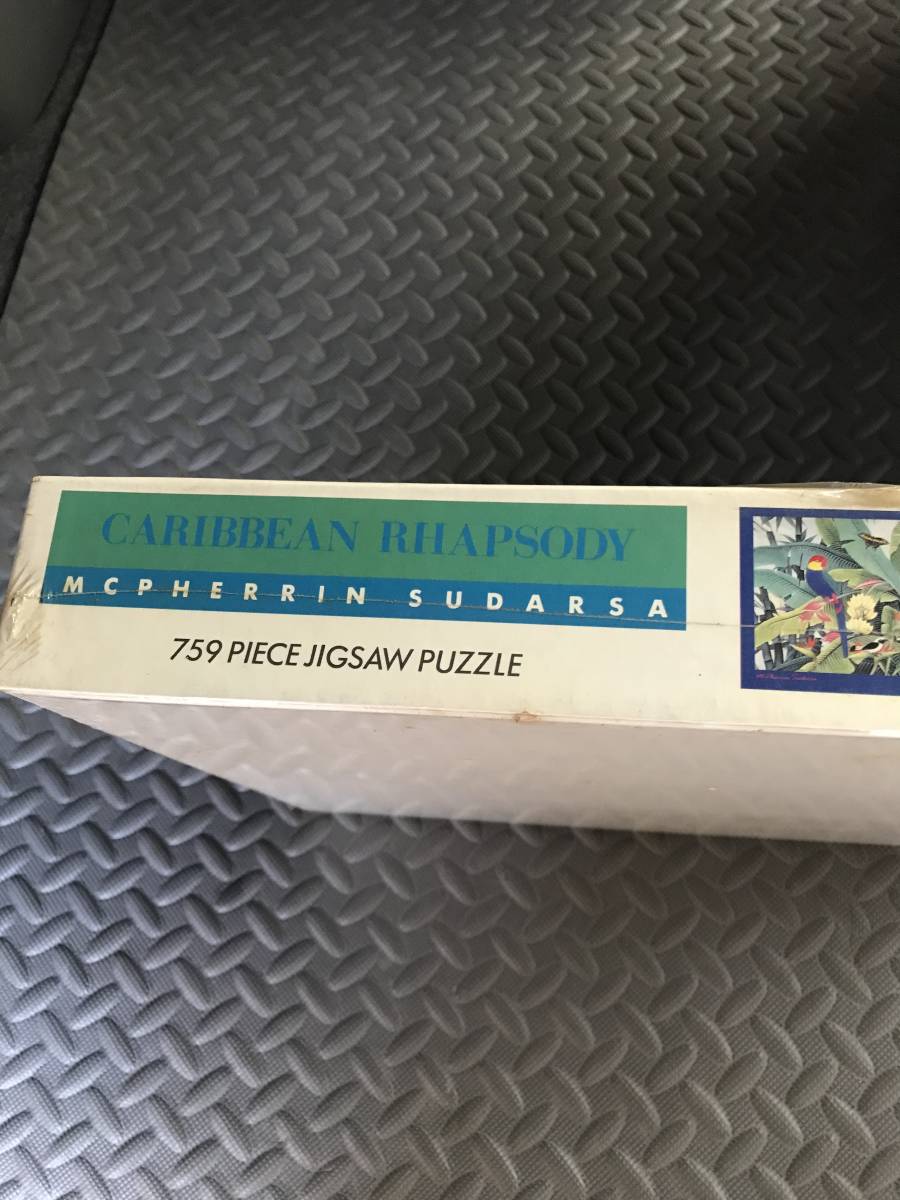 CARIBBEAN RHAPSODY
MCPHERRIN SUDARSA
759 PIECE JIGSAW PUZZLE